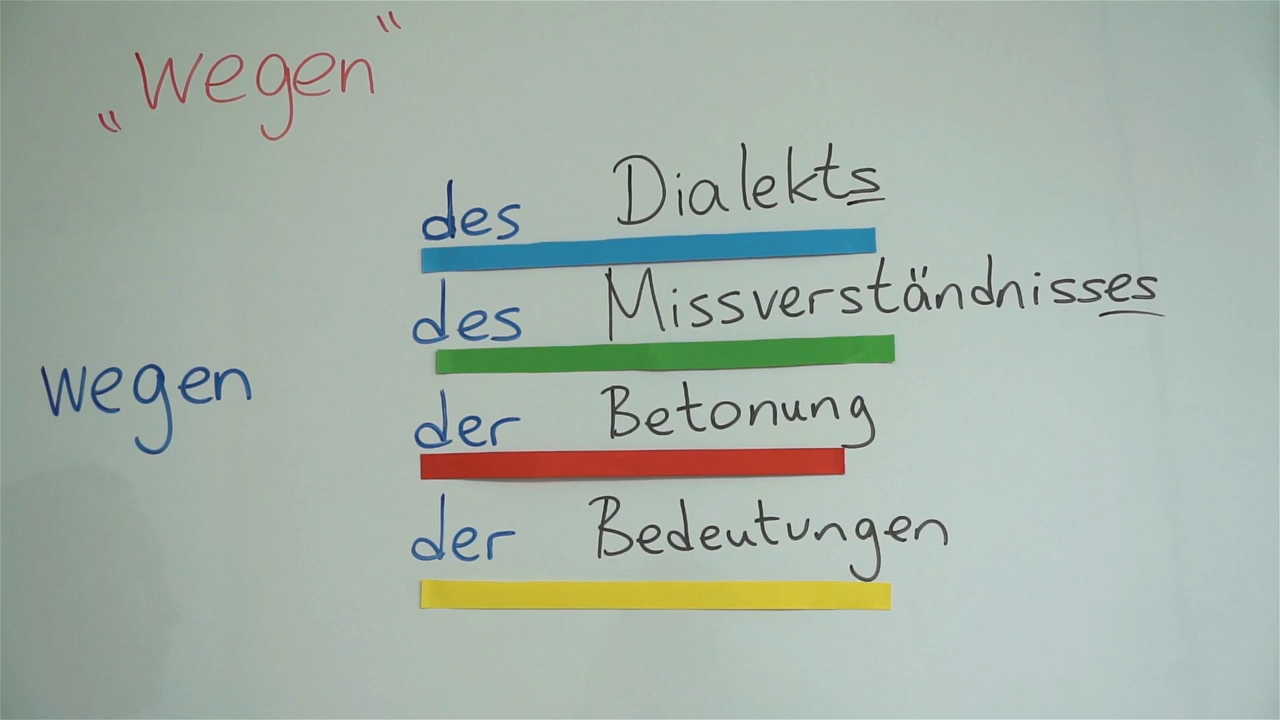 „wegen“
des Dialekts
des Missverständnisses
wegen
der Betonung
der Bedeutungen